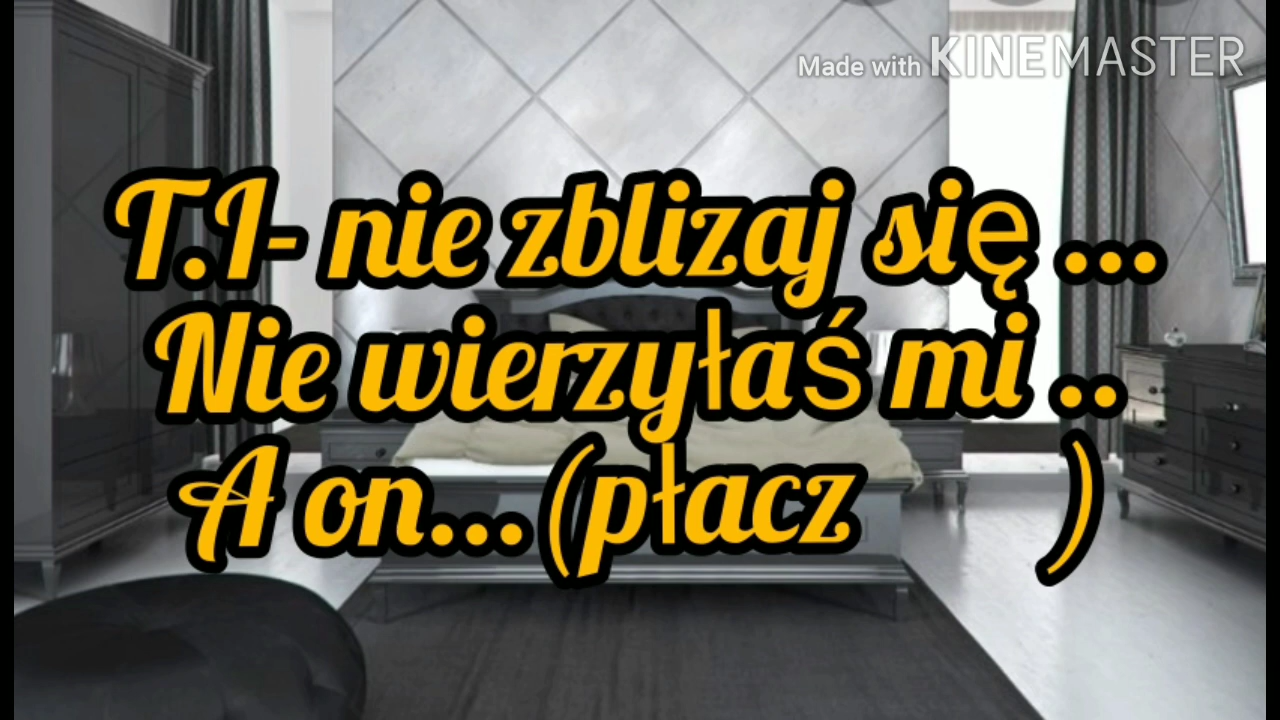 Made with KINEMASTER
T.I- nie zblizaj się ...
Nie wierzyłaś mi ..
A on... (płacz )